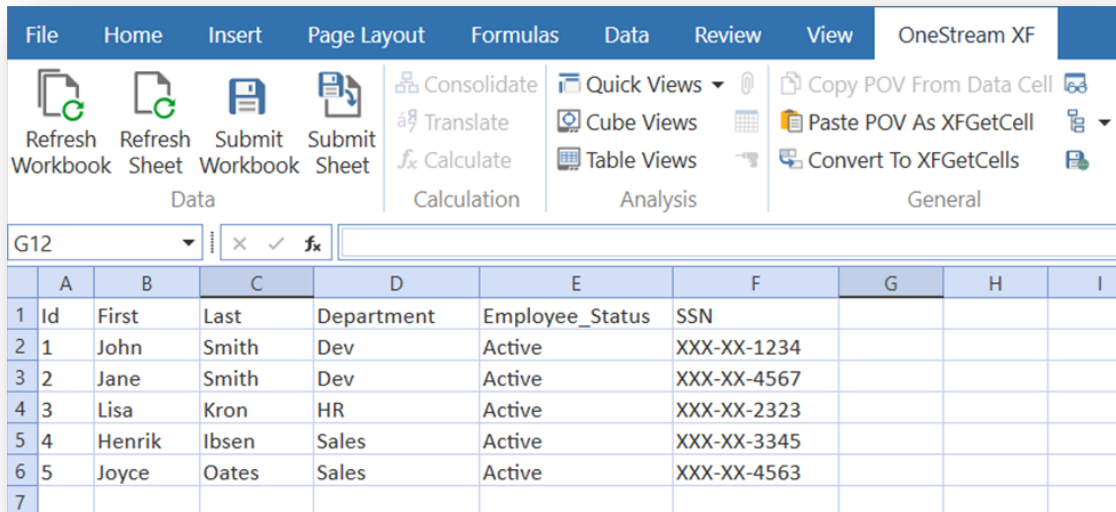 File Home Insert Page Layout Formulas Data Review View OneStream XF
Refresh Workbook Refresh Sheet Submit Workbook Submit Sheet
Data
Consolidate
Translate
fx Calculate
Calculation
Quick Views
Cube Views
Table Views
Analysis
Copy POV From Data Cell
Paste POV As XFGetCell
Convert To XFGetCells
General
G12 fx
A B C D E F G H I
1 Id First Last Department Employee_Status SSN
2 1 John Smith Dev Active XXX-XX-1234
3 2 Jane Smith Dev Active XXX-XX-4567
4 3 Lisa Kron HR Active XXX-XX-2323
5 4 Henrik Ibsen Sales Active XXX-XX-3345
6 5 Joyce Oates Sales Active XXX-XX-4563
7